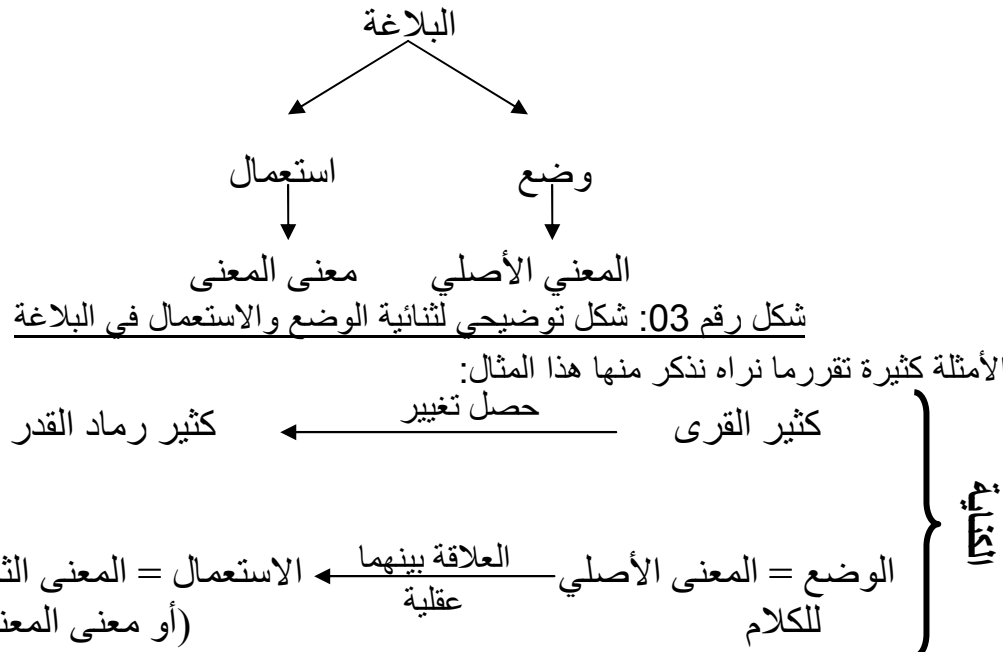 البلاغة
وضع استعمال
المعني الأصلي معنى المعنى
شكل رقم 03: شكل توضيحي لثنائية الوضع والاستعمال في البلاغة
الأمثلة كثيرة تقررما نراه نذكر منها هذا المثال:
كثير القرى حصل تغيير كثير رماد القدر
الكناية
الوضع = المعنى الأصلي العلاقة بينهما الاستعمال = المعنى
للكلام عقلية (أو معنى